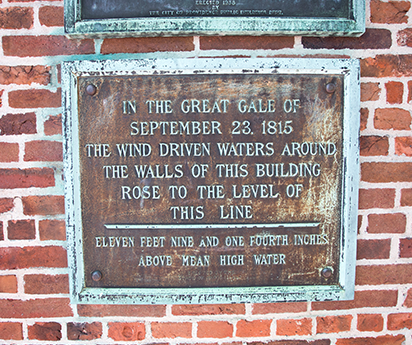 IN THE GREAT GALE OF
SEPTEMBER 23, 1815
THE WIND DRIVEN WATERS AROUND
THE WALLS OF THIS BUILDING
ROSE TO THE LEVEL OF
THIS LINE
ELEVEN FEET NINE AND ONE FOURTH INCHES
ABOVE MEAN HIGH WATER